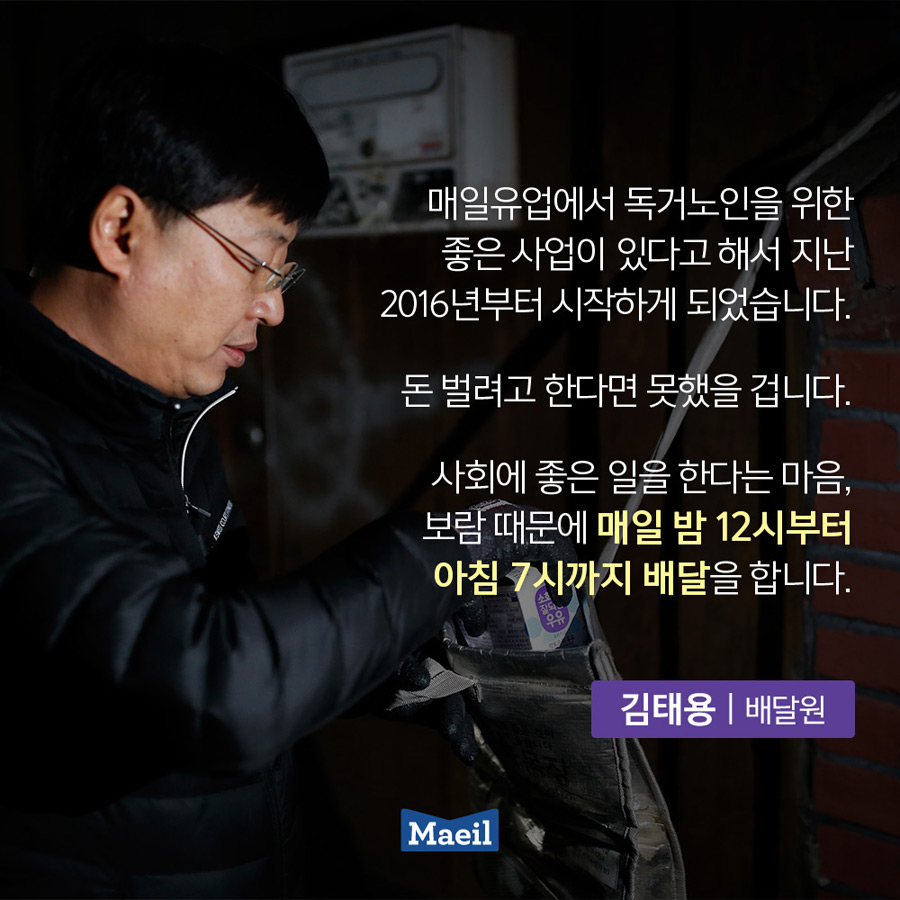 매일유업에서 독거노인을 위한
좋은 사업이 있다고 해서 지난
2016년부터 시작하게 되었습니다.
돈 벌려고 한다면 못했을 겁니다.
사회에 좋은 일을 한다는 마음,
보람 때문에 매일 밤 12시부터
아침 7시까지 배달을 합니다.
우유
김태용 | 배달원
Maeil